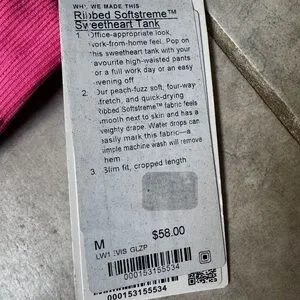 WHY WE MADE THIS
Ribbed Softstreme™
Sweetheart Tank
1. Office-appropriate look,
work-from-home feel. Pop on
this sweetheart tank with your
favourite high-waisted pants
for a full work day or an easy
evening off
2. Our peach-fuzz soft, four-way
stretch, and quick-drying
Ribbed Softstreme™ fabric feels
smooth next to skin and has a
weighty drape. Water drops can
easily mark this fabric—a
simple machine wash will remove
them
3. Slim fit, cropped length
M
$58.00
GLZP
000153155534
000153155534